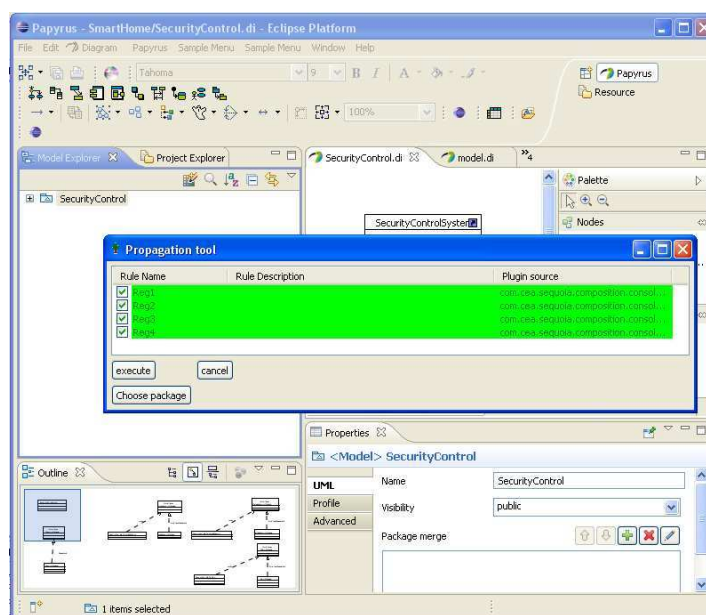 Papyrus - SmartHome/SecurityControl.di - Eclipse Platform
File Edit Diagram Papyrus Sample Menu Sample Menu Window Help
Tahoma 9 B I A
Papyrus
Resource
100%
Model Explorer Project Explorer
SecurityControl.di model.di 4
Palette
SecurityControl
SecurityControlSystem
Nodes
Propagation tool
Rule Name Rule Description Plugin source
Reg1 com.cea.sequoia.composition.consol...
Reg2 com.cea.sequoia.composition.consol...
Reg3 com.cea.sequoia.composition.consol...
Reg4 com.cea.sequoia.composition.consol...
execute cancel
Choose package
Properties
<Model> SecurityControl
Outline
UML Name SecurityControl
Profile Visibility public
Advanced
Package merge
1 items selected